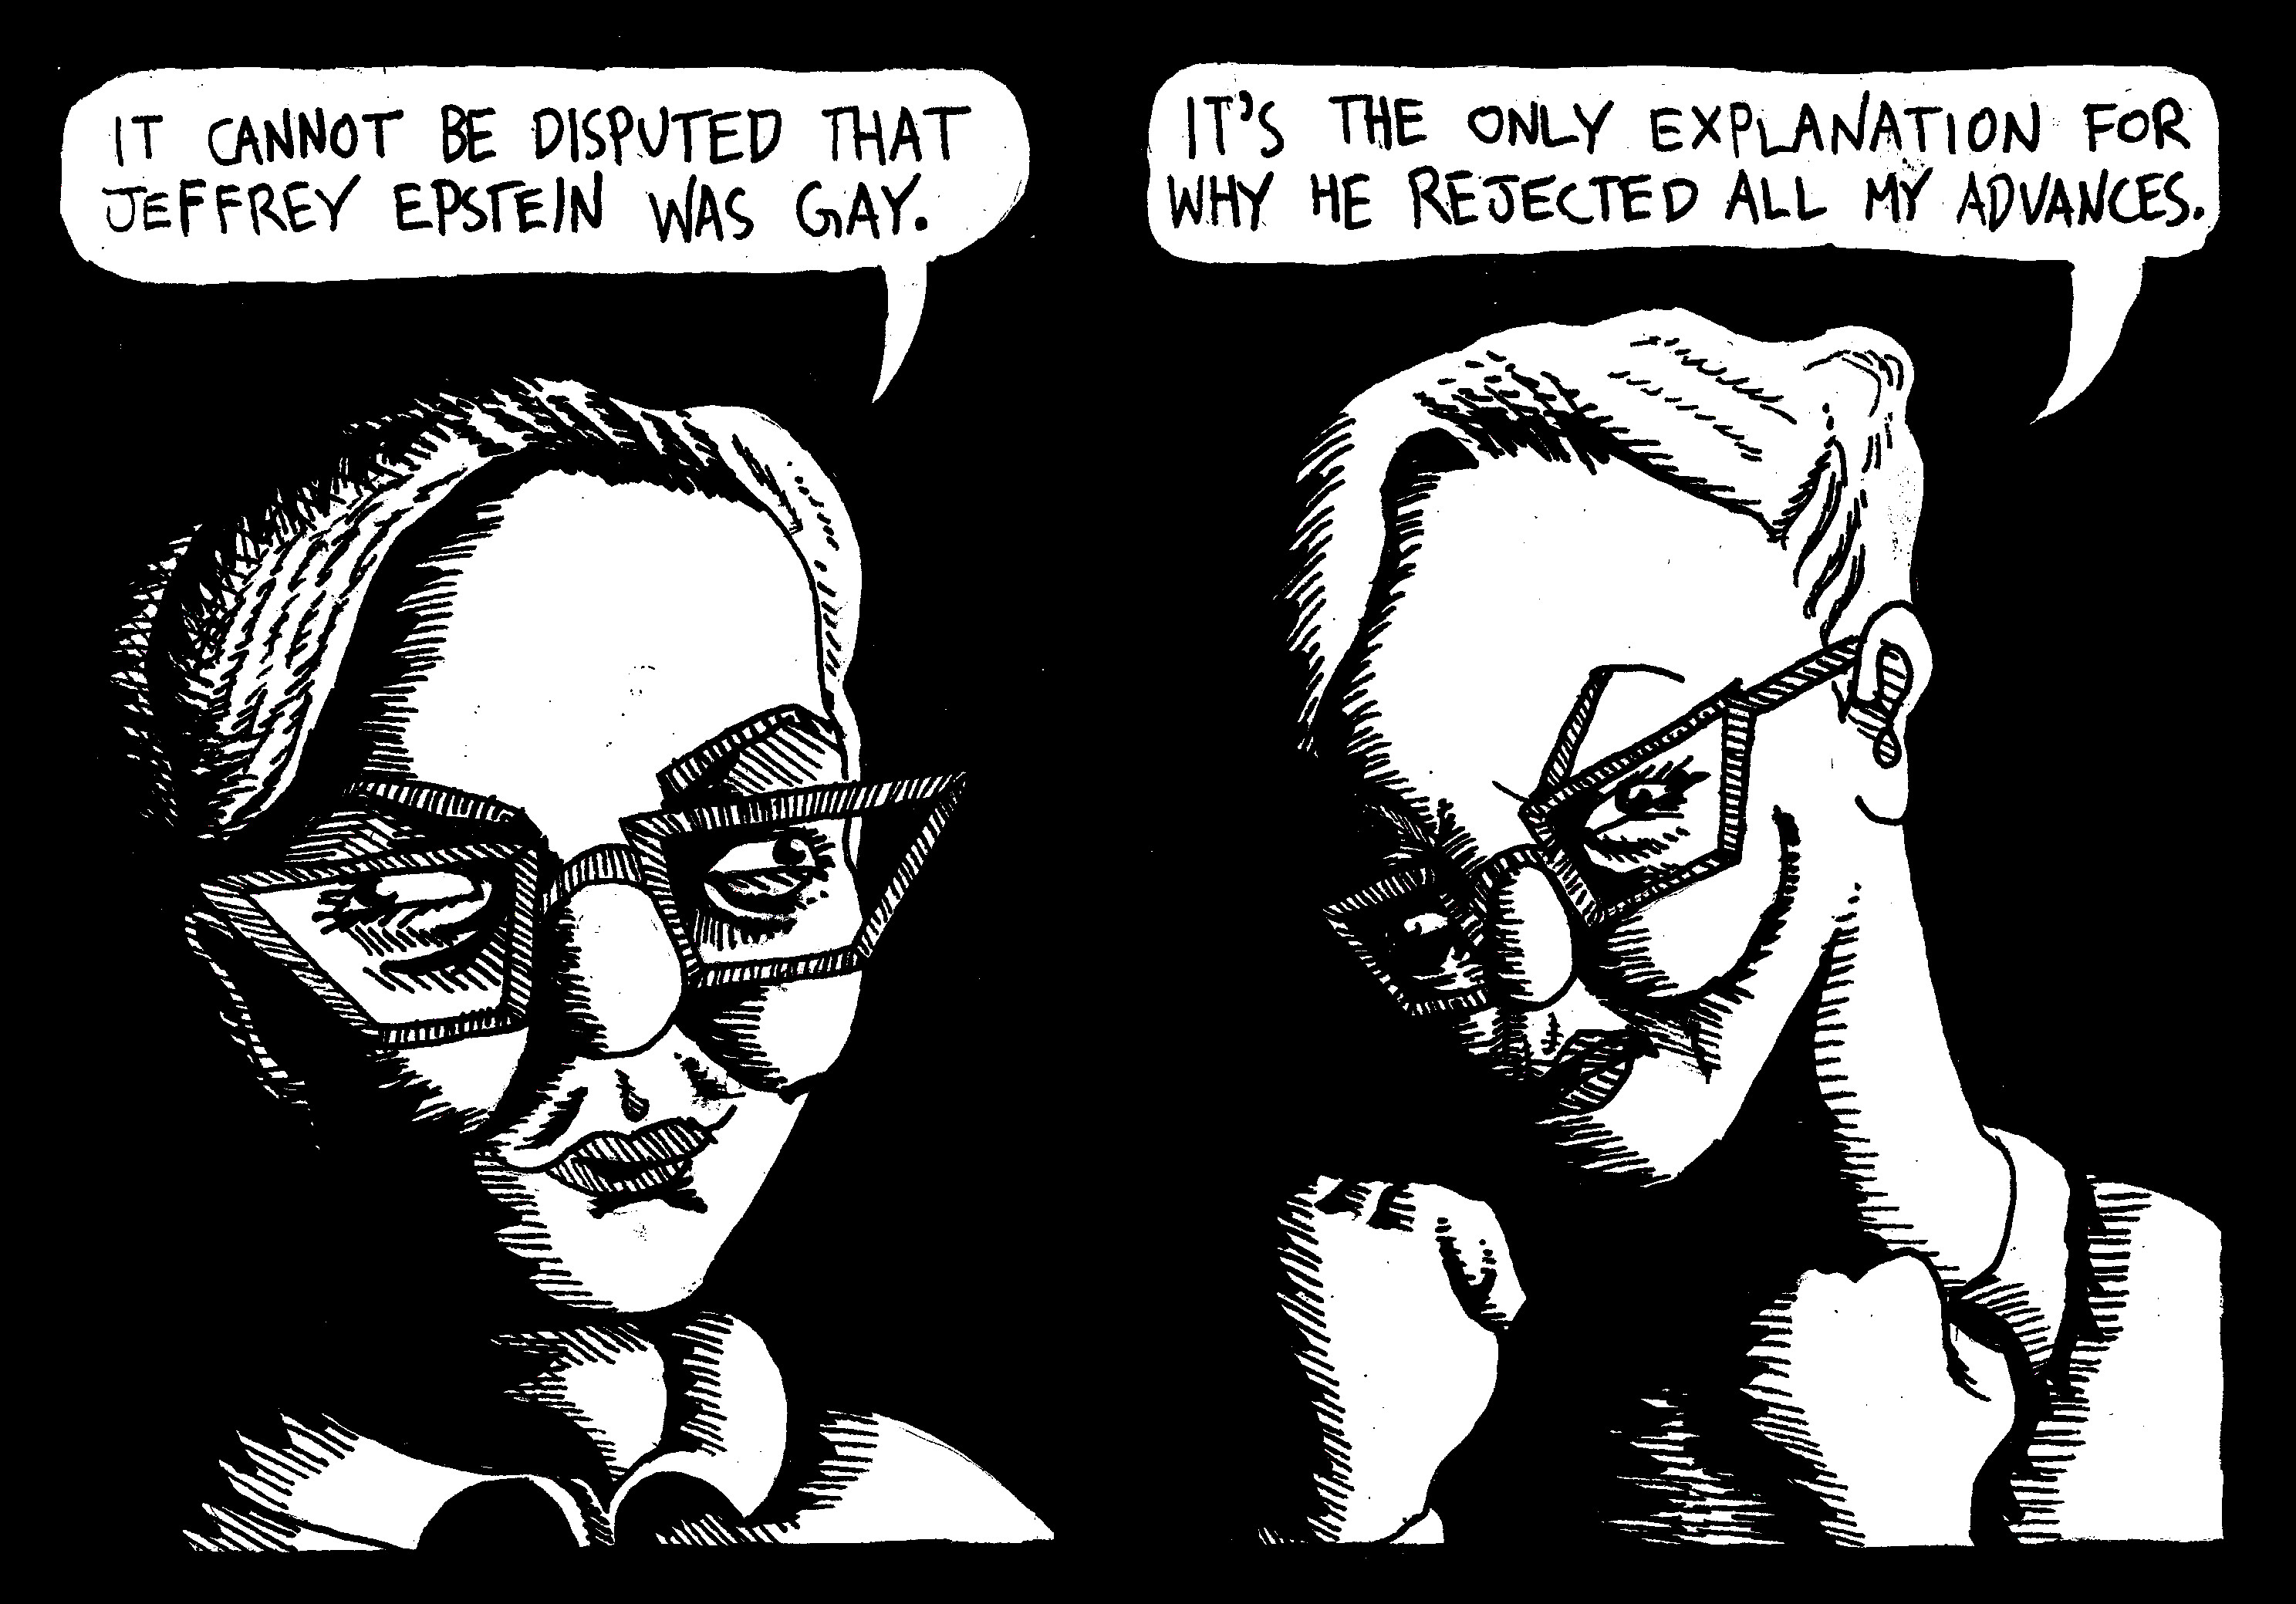 IT CANNOT BE DISPUTED THAT
JEFFREY EPSTEIN WAS GAY.
IT'S THE ONLY EXPLANATION FOR
WHY HE REJECTED ALL MY ADVANCES.